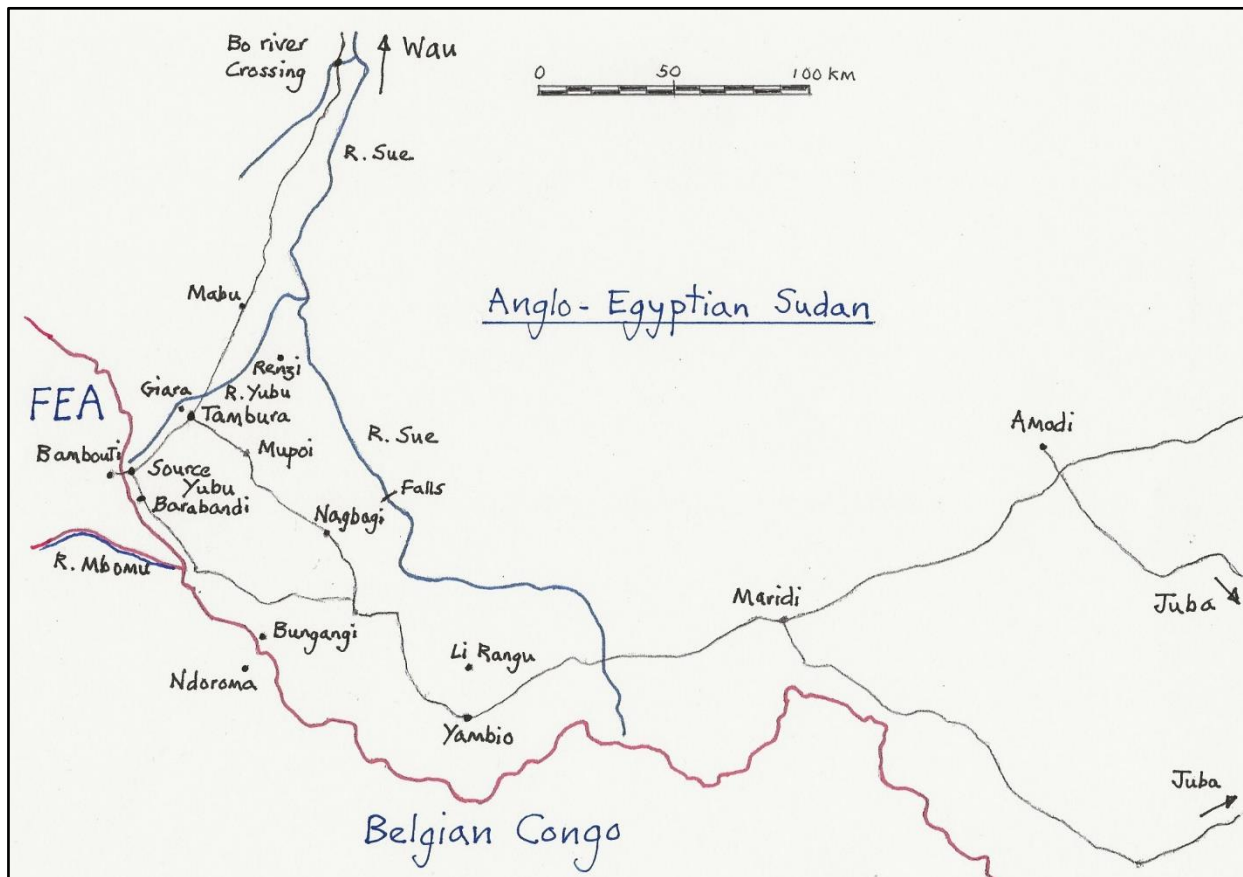 Bo river
Crossing
Wau
0 50 100 km
R. Sue
Mabu
Anglo-Egyptian Sudan
Renzi
Giara
R. Yubu
FEA
Tambura
R. Sue
Amadi
Bambouti
Mupoi
Source
Yubu
Falls
Barabandi
Nagbagi
R. Mbomu
Maridi
Juba
Bungangi
Li Rangu
Ndoroma
Yambio
Juba
Belgian Congo